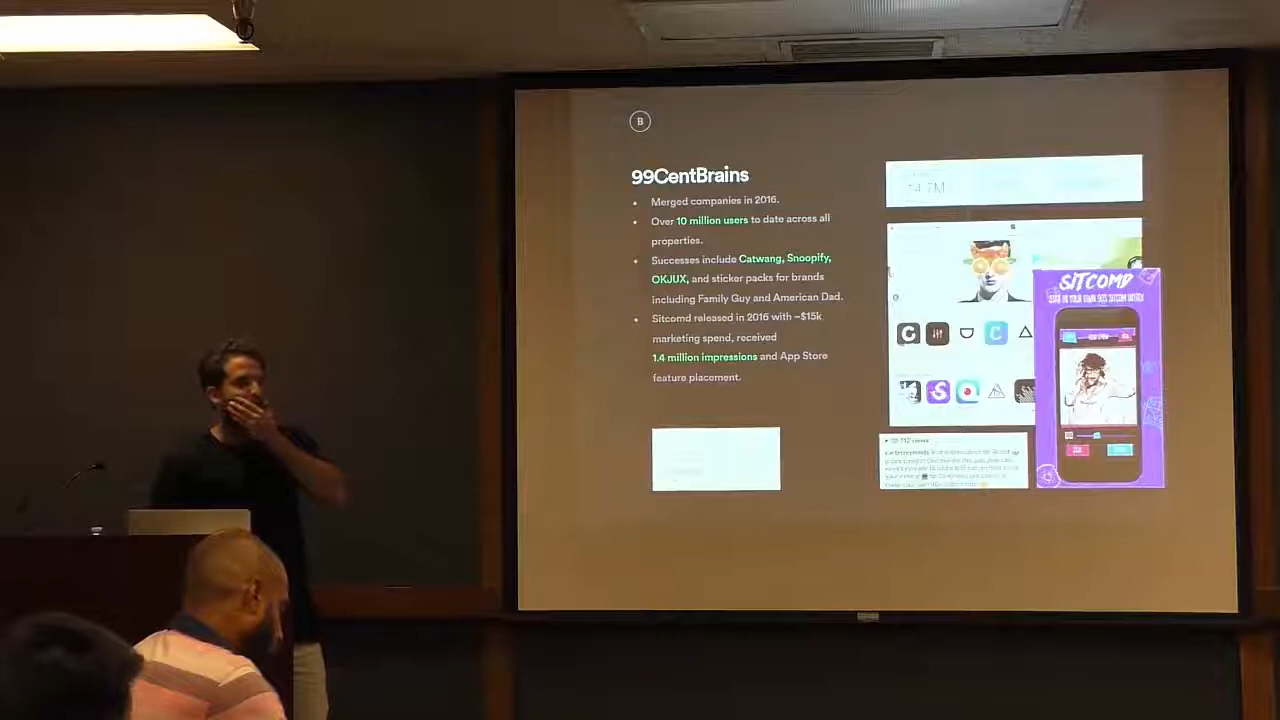 B
99CentBrains
• Merged companies in 2016.
• Over 10 million users to date across all
properties.
• Successes include Catwang, Snoopify,
OKJUX, and sticker packs for brands
including Family Guy and American Dad.
• Sitcomd released in 2016 with ~$15k
marketing spend, received
1.4 million impressions and App Store
feature placement.
SITCOMD